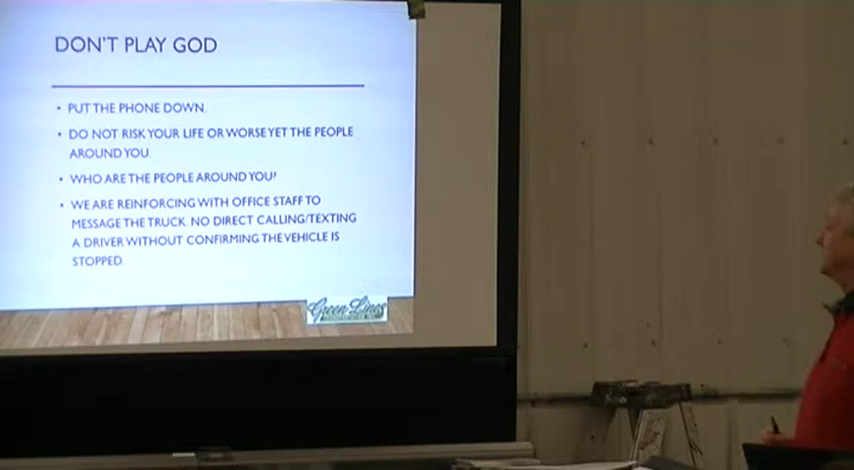 DON'T PLAY GOD
• PUT THE PHONE DOWN.
• DO NOT RISK YOUR LIFE OR WORSE YET THE PEOPLE
AROUND YOU.
• WHO ARE THE PEOPLE AROUND YOU?
• WE ARE REINFORCING WITH OFFICE STAFF TO
MESSAGE THE TRUCK. NO DIRECT CALLING/TEXTING
A DRIVER WITHOUT CONFIRMING THE VEHICLE IS
STOPPED.
Green Lines